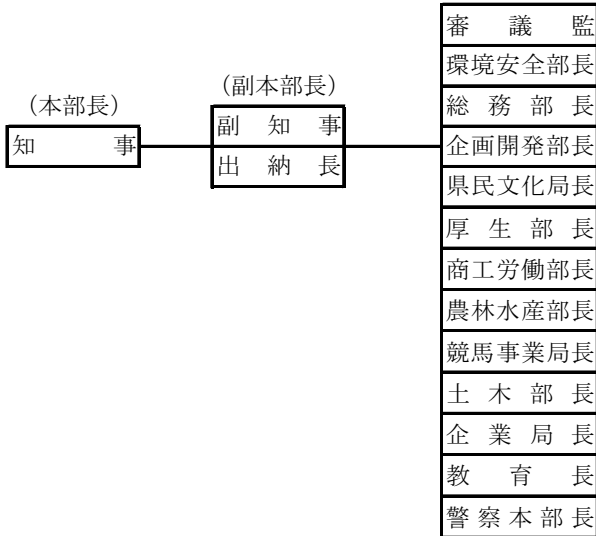 (本部長)
知事
(副本部長)
副知事
出納長
審議監
環境安全部長
総務部長
企画開発部長
県民文化局長
厚生部長
商工労働部長
農林水産部長
競馬事業局長
土木部長
企業局長
教育長
警察本部長